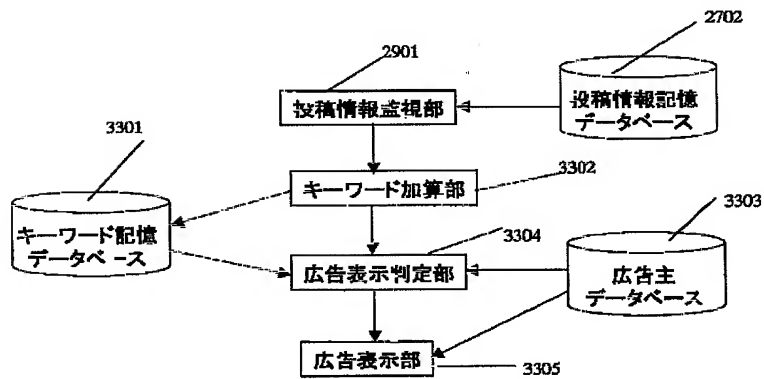 2901
2702
投稿情報監視部
投稿情報記憶
データベース
3301
3302
キーワード加算部
3303
キーワード記憶
データベース
3304
広告表示判定部
広告主
データベース
広告表示部
3305